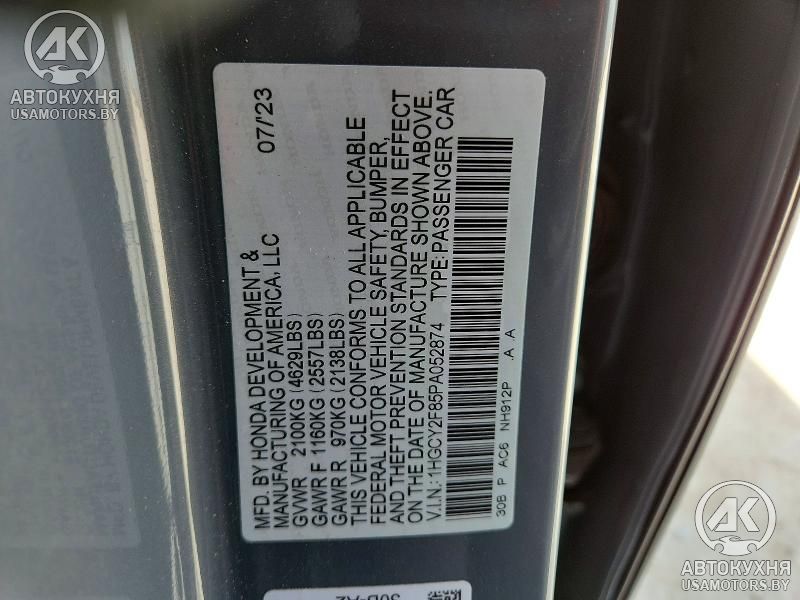 АВТОКУХНЯ
USAMOTORS.BY
MFD. BY HONDA DEVELOPMENT & 07/'23
MANUFACTURING OF AMERICA, LLC
GVWR 2100KG (4629LBS)
GAWR F 1160KG (2557LBS)
GAWR R 970KG (2138LBS)
THIS VEHICLE CONFORMS TO ALL APPLICABLE
FEDERAL MOTOR VEHICLE SAFETY, BUMPER,
AND THEFT PREVENTION STANDARDS IN EFFECT
ON THE DATE OF MANUFACTURE SHOWN ABOVE.
V.I.N.: 1HGCY2F85PA052874 TYPE: PASSENGER CAR
30B P AC6 NH912P .A .A
АВТОКУХНЯ
USAMOTORS.BY